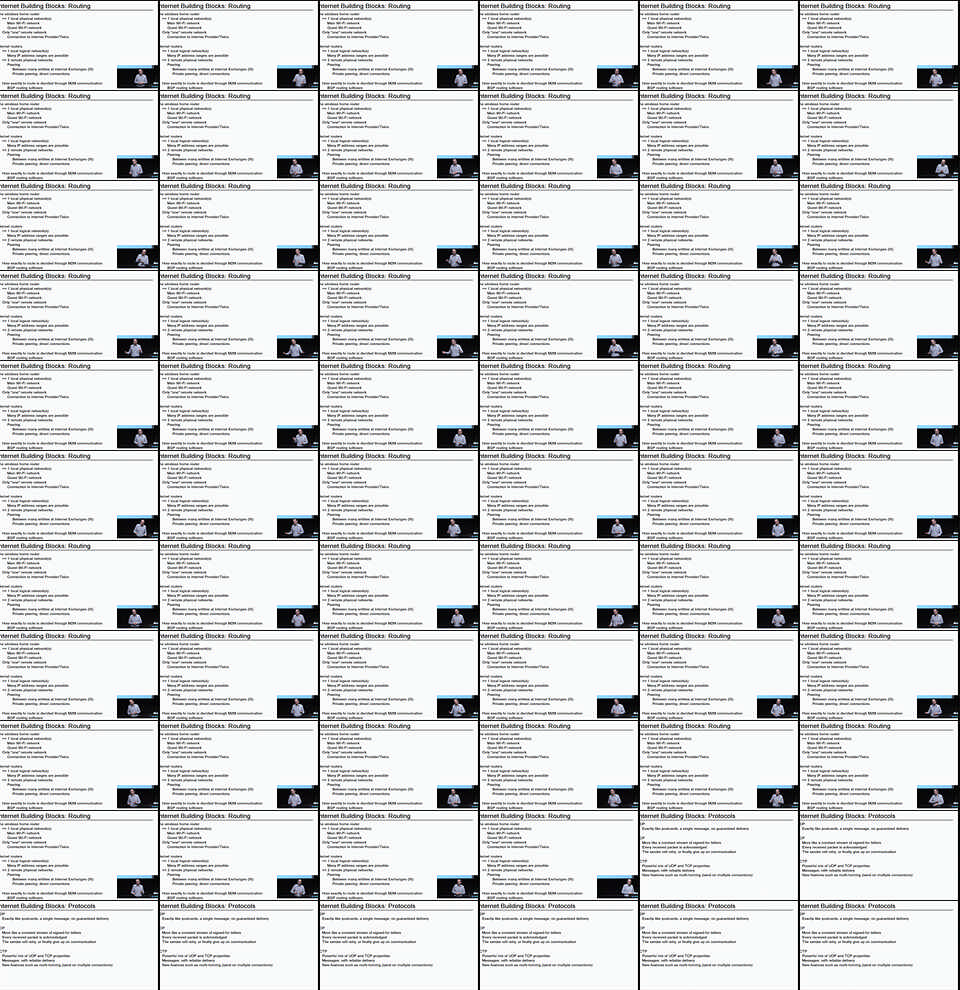 nternet Building Blocks: Routing
wireless home router
1 local physical network(s)
Main Wi-Fi network
Guest Wi-Fi network
Only "one" remote network
Connection to Internet Provider/Telco
ternet routers
1 local logical network(s)
Many IP address ranges are possible
2 remote physical networks
Peering
Between many entities at Internet Exchanges (IX)
Private peering, direct connections
How exactly to route is decided through M2M communication
BGP routing software
nternet Building Blocks: Protocols
DP
Exactly like postcards, a single message, no guaranteed delivery
CP
More like a constant stream of signed-for letters
Every received packet is acknowledged
The sender will retry, or finally give up on communication
CTP
Powerful mix of UDP and TCP properties
Messages with reliable delivery
New features such as multi-homing (send on multiple connections)